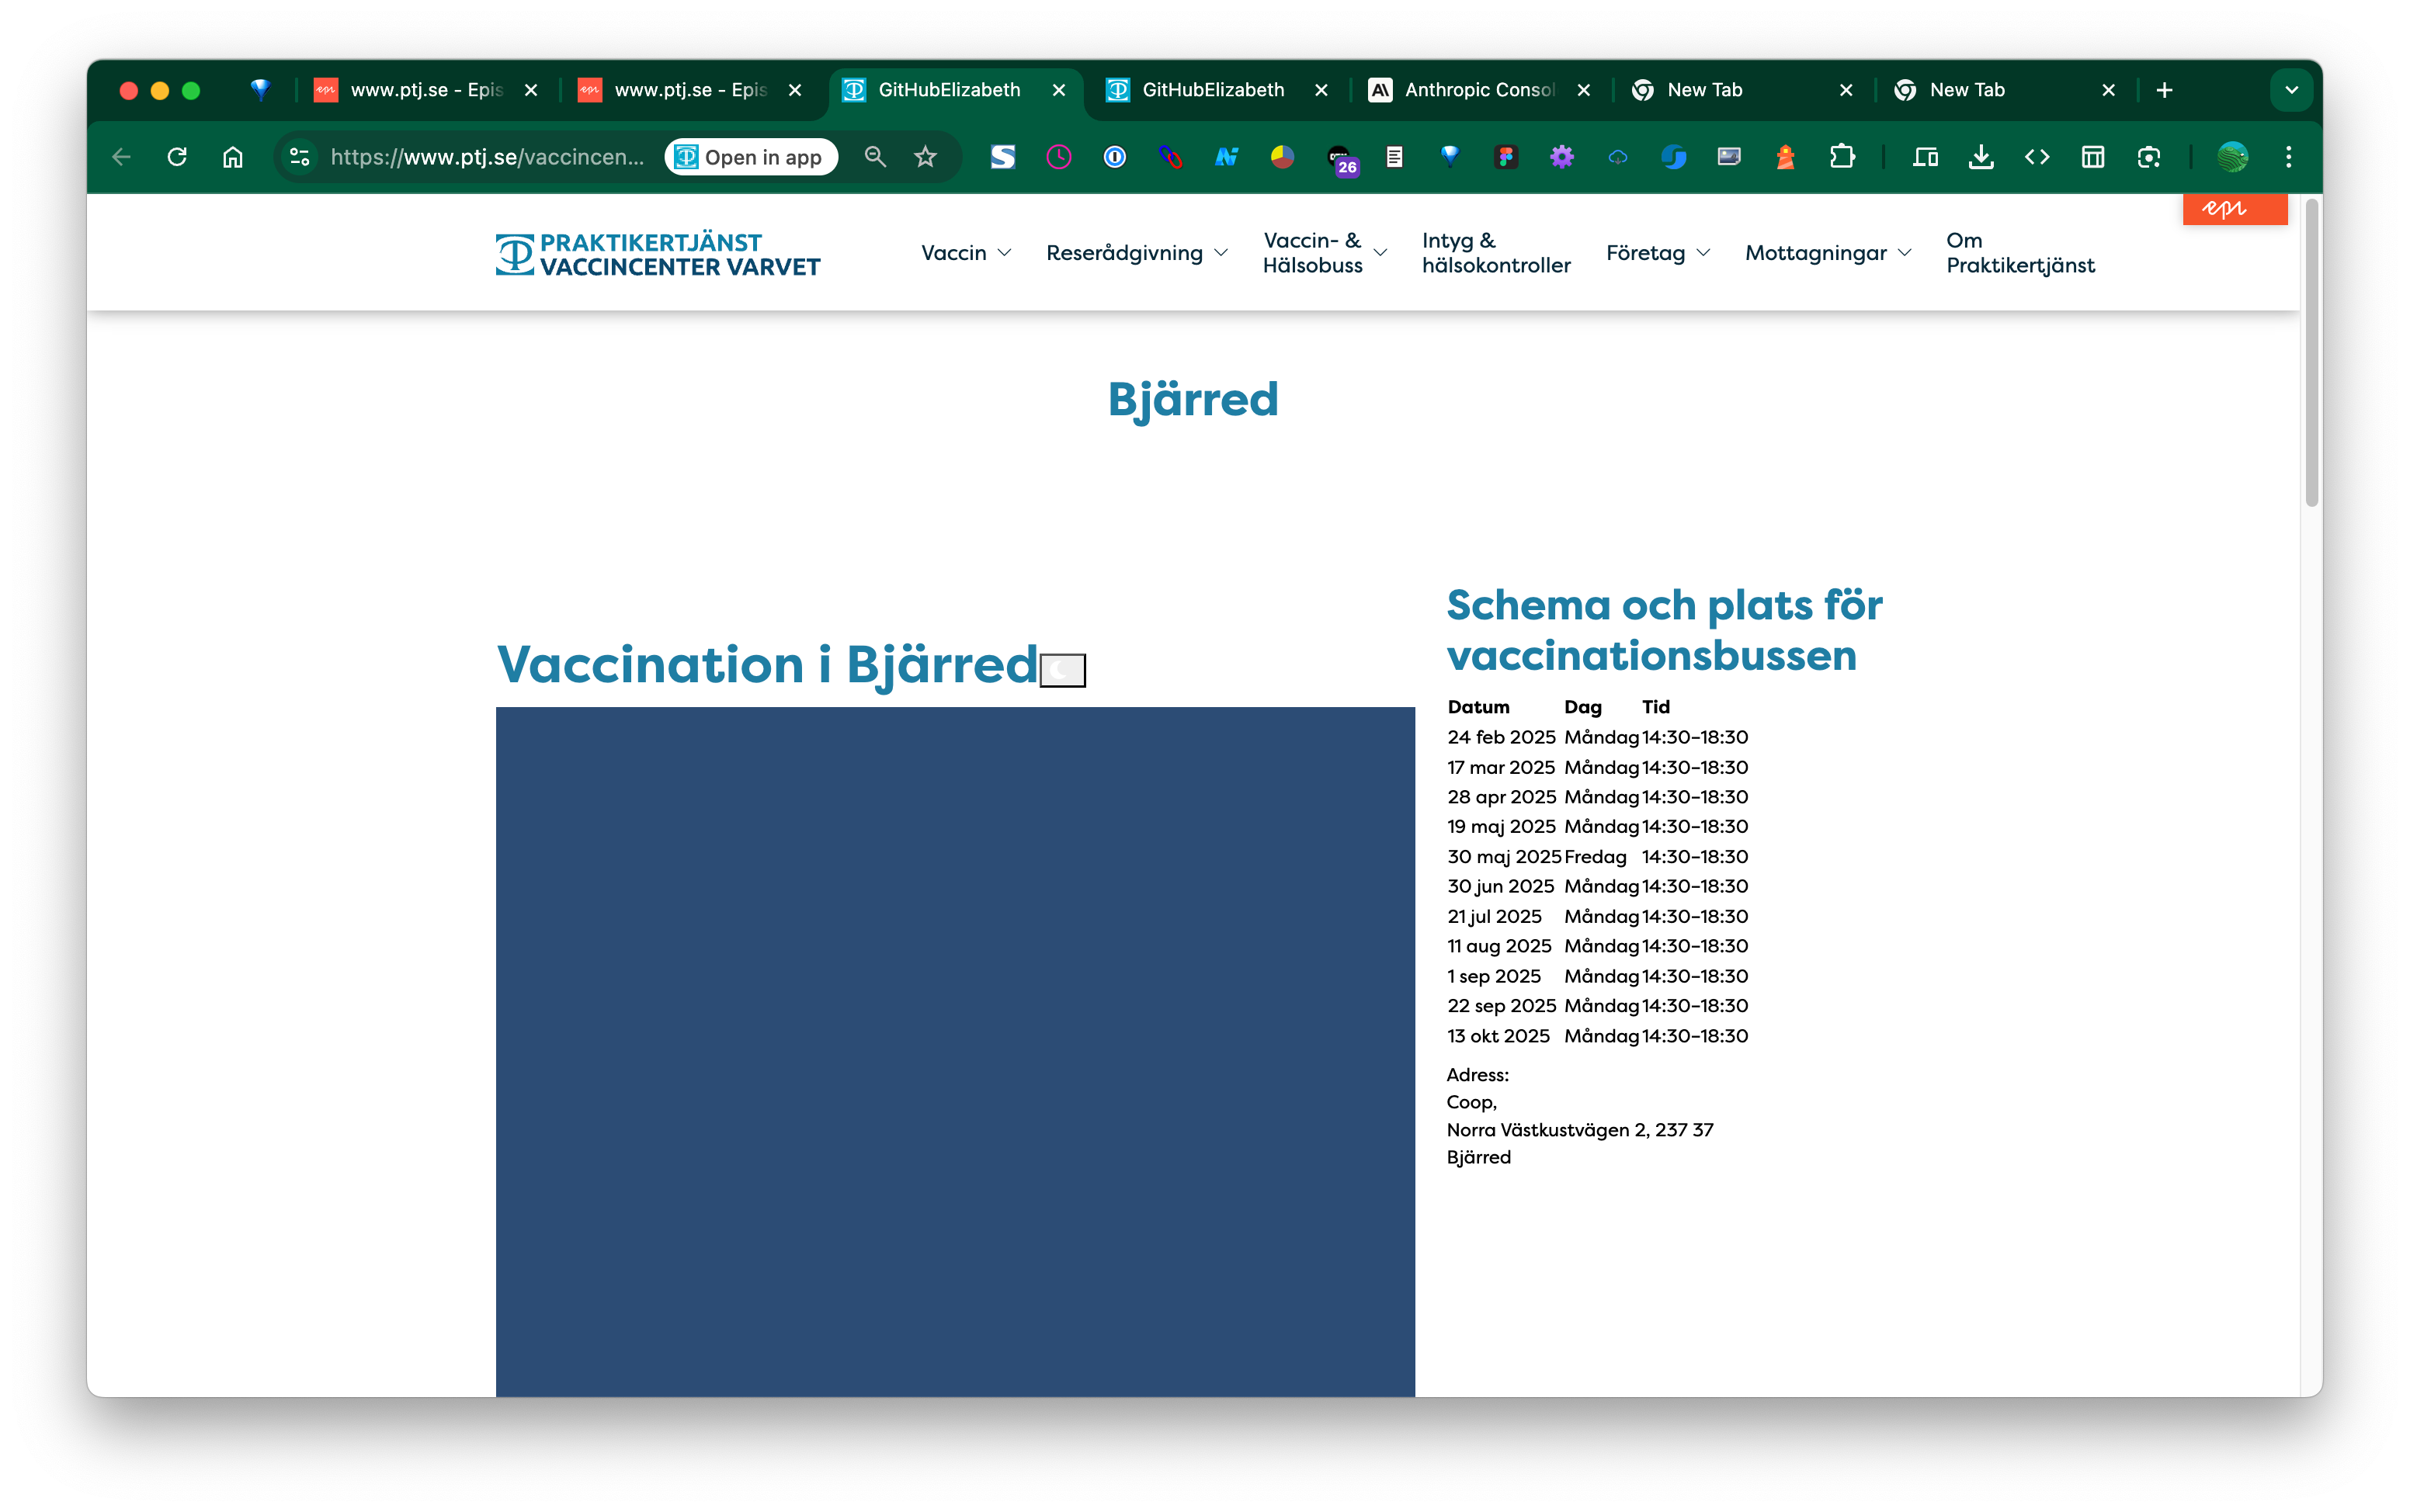 www.ptj.se - Epis
www.ptj.se - Epis
GitHubElizabeth
GitHubElizabeth
Anthropic Consol
New Tab
New Tab
https://www.ptj.se/vaccincen...
Open in app
26
epi
PRAKTIKERTJÄNST
VACCINCENTER VARVET
Vaccin
Reserådgivning
Vaccin- &
Hälsobuss
Intyg &
hälsokontroller
Företag
Mottagningar
Om
Praktikertjänst
Bjärred
Vaccination i Bjärred
Schema och plats för
vaccinationsbussen
Datum Dag Tid
24 feb 2025 Måndag 14:30–18:30
17 mar 2025 Måndag 14:30–18:30
28 apr 2025 Måndag 14:30–18:30
19 maj 2025 Måndag 14:30–18:30
30 maj 2025 Fredag 14:30–18:30
30 jun 2025 Måndag 14:30–18:30
21 jul 2025 Måndag 14:30–18:30
11 aug 2025 Måndag 14:30–18:30
1 sep 2025 Måndag 14:30–18:30
22 sep 2025 Måndag 14:30–18:30
13 okt 2025 Måndag 14:30–18:30
Adress:
Coop,
Norra Västkustvägen 2, 237 37
Bjärred